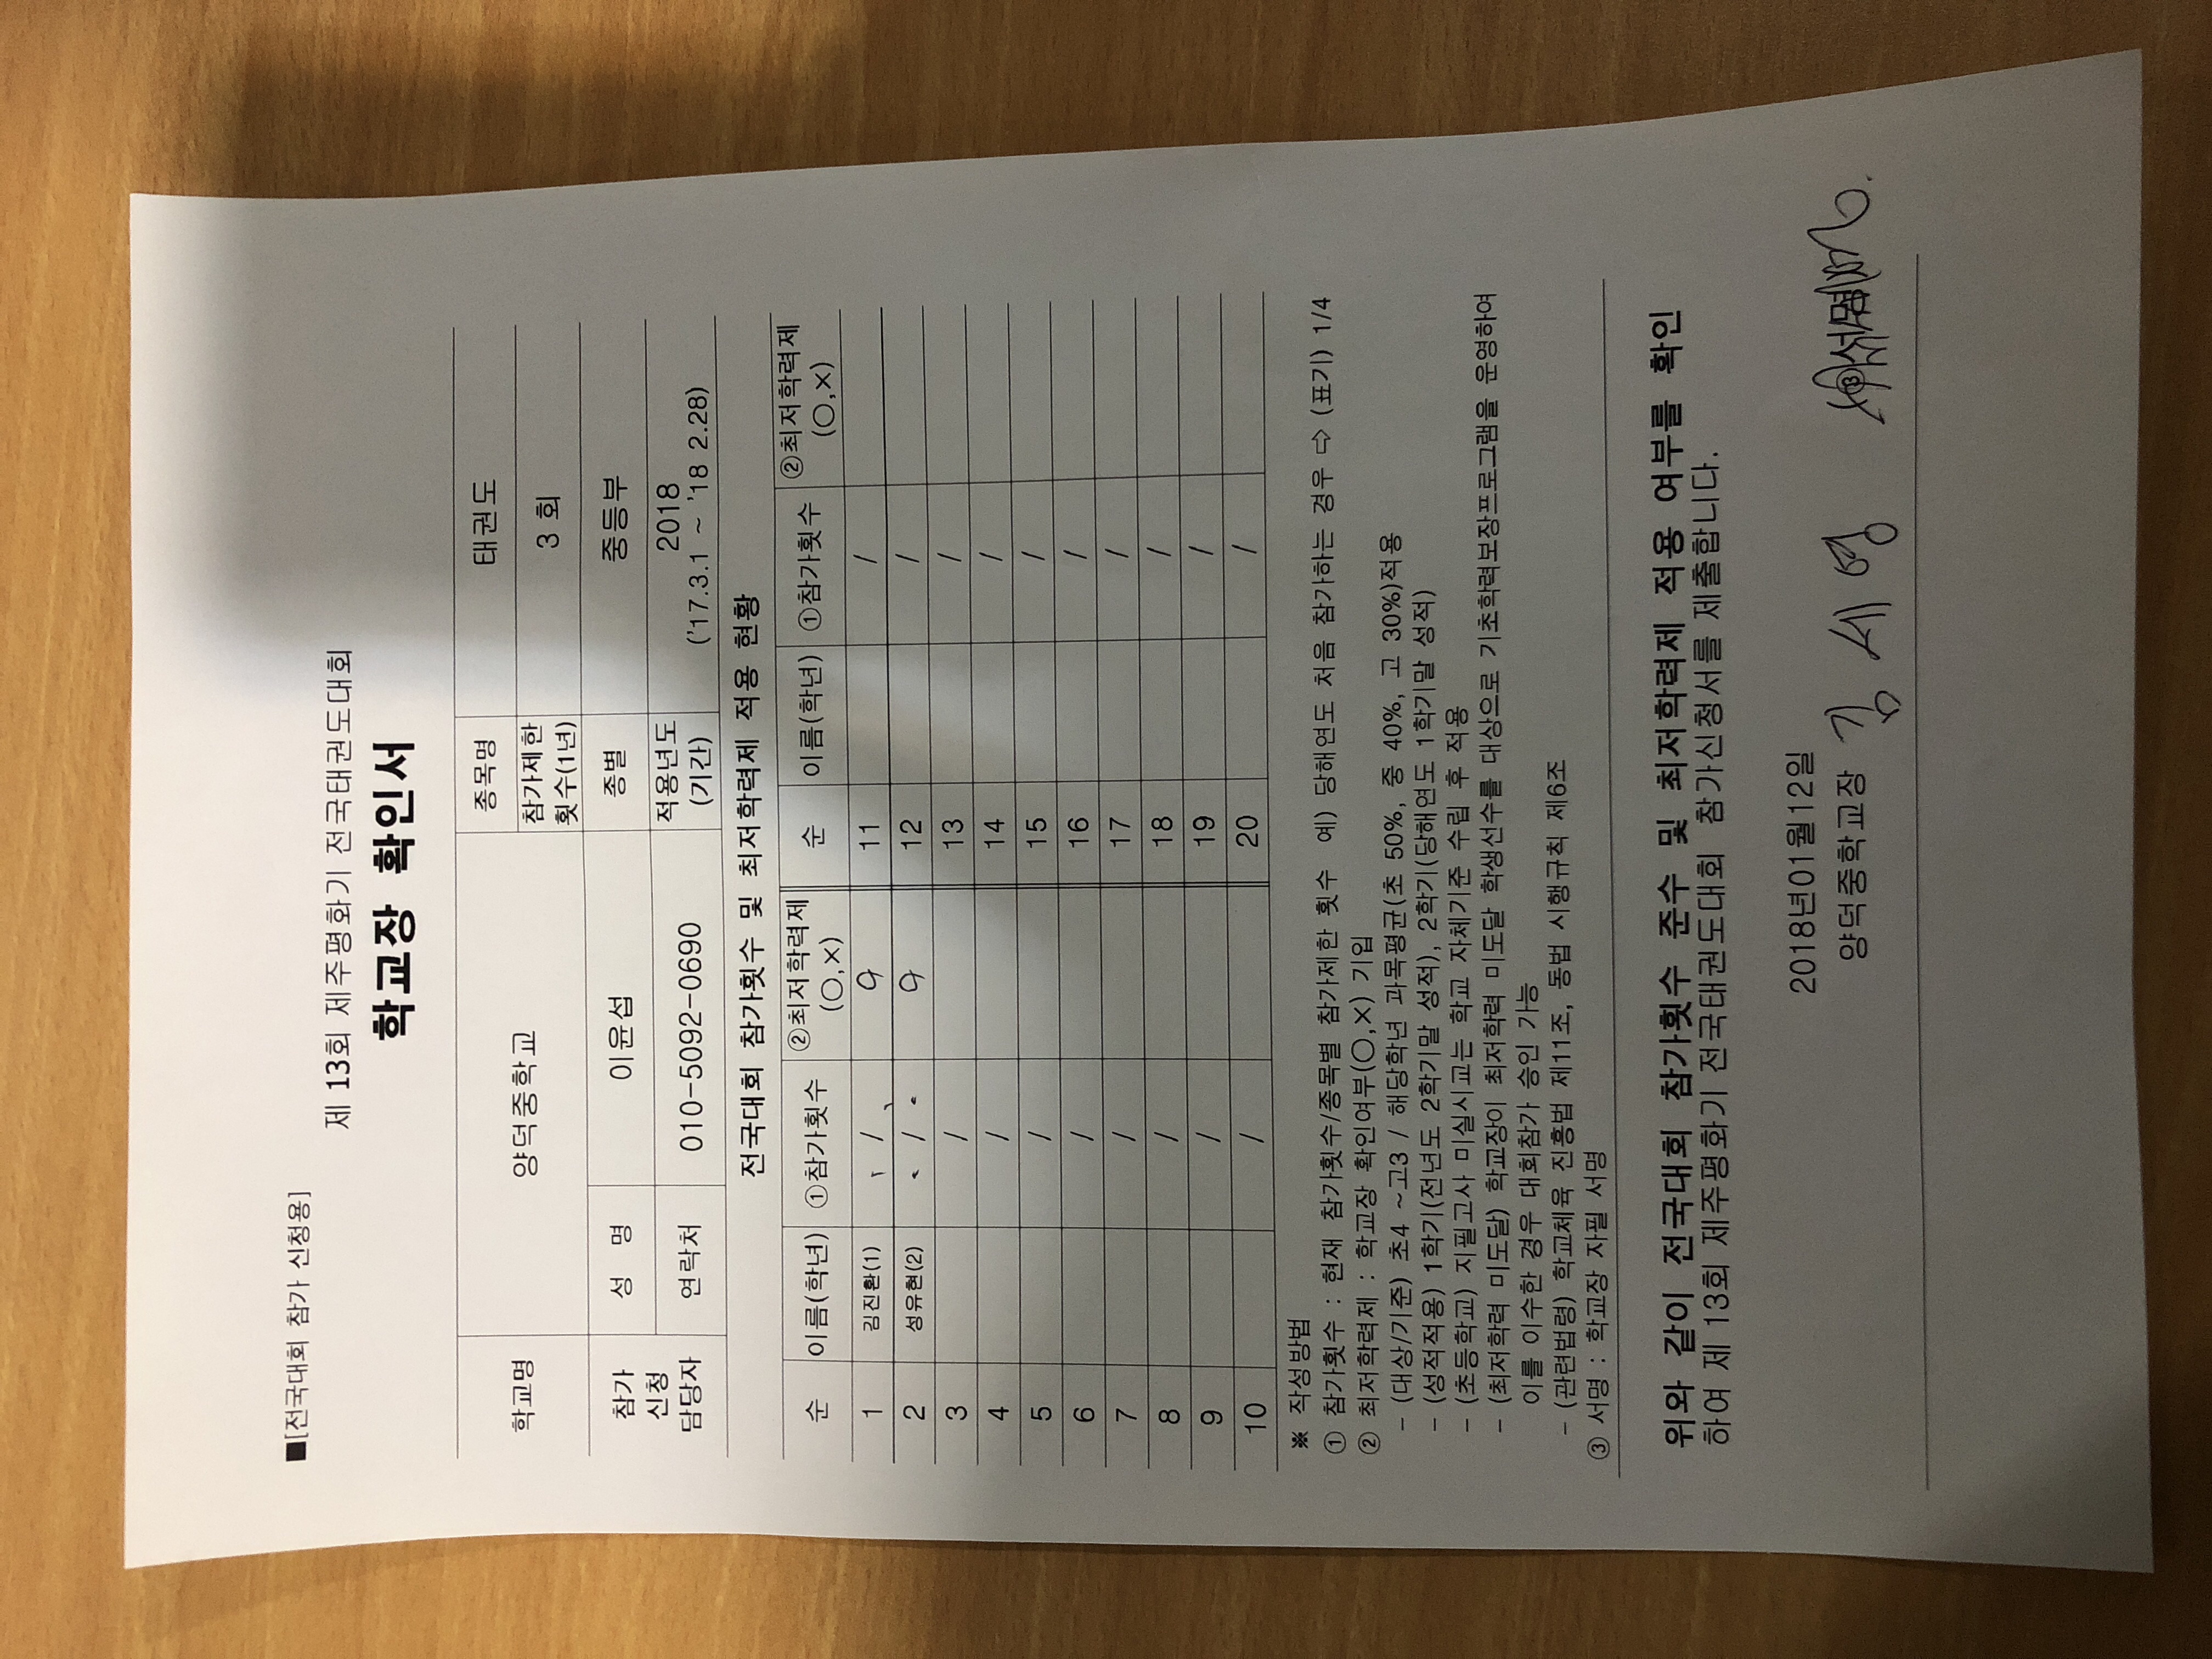 ■[전국대회 참가 신청용]
제 13회 제주평화기 전국태권도대회
학교장 확인서
학교명 양덕중학교 종목명 태권도
참가제한 횟수(1년) 3 회
참가 신청 담당자 성 명 이윤섭 종별 중등부
연락처 010-5092-0690 적용년도 (기간) 2018 ('17.3.1 ~ '18 2.28)
전국대회 참가횟수 및 최저학력제 적용 현황
순 이름(학년) ①참가횟수 ②최저학력제 (○,×) 순 이름(학년) ①참가횟수 ②최저학력제 (○,×)
1 김진환(1) / 11 /
2 성유현(2) / 12 /
3 / 13 /
4 / 14 /
5 / 15 /
6 / 16 /
7 / 17 /
8 / 18 /
9 / 19 /
10 / 20 /
※ 작성방법
① 참가횟수 : 현재 참가횟수/종목별 참가제한 횟수 예) 당해연도 처음 참가하는 경우 ⇨ (표기) 1/4
② 최저학력제 : 학교장 확인여부(○,×) 기입
- (대상/기준) 초4 ~고3 / 해당학년 과목평균(초 50%, 중 40%, 고 30%)적용
- (성적적용) 1학기(전년도 2학기말 성적), 2학기(당해연도 1학기말 성적)
- (초등학교) 지필고사 미실시교는 학교 자체기준 수립 후 적용
- (최저학력 미도달) 학교장이 최저학력 미도달 학생선수를 대상으로 기초학력보장프로그램을 운영하여
이를 이수한 경우 대회참가 승인 가능
- (관련법령) 학교체육 진흥법 제11조, 동법 시행규칙 제6조
③ 서명 : 학교장 자필 서명
위와 같이 전국대회 참가횟수 준수 및 최저학력제 적용 여부를 확인
하여 제 13회 제주평화기 전국태권도대회 참가신청서를 제출합니다.
2018년01월12일
양덕중학교장 김 세 영 ③서명